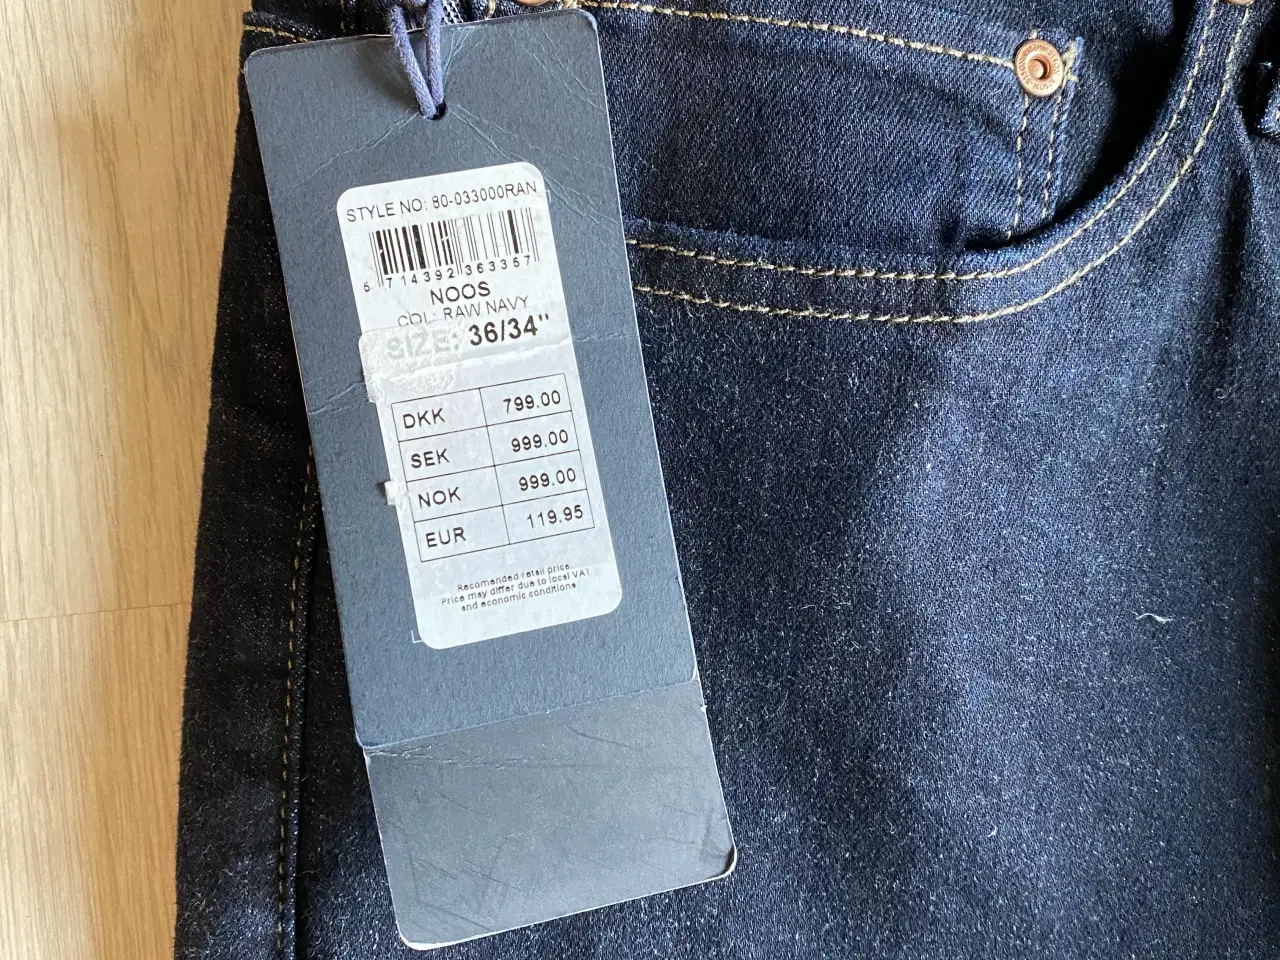 STYLE NO: 80-033000RAN
5 714392 363357
NOOS
COL: RAW NAVY
SIZE: 36/34"
DKK 799.00
SEK 999.00
NOK 999.00
EUR 119.95
Recomended retail price.
Price may differ due to local VAT
and economic conditions